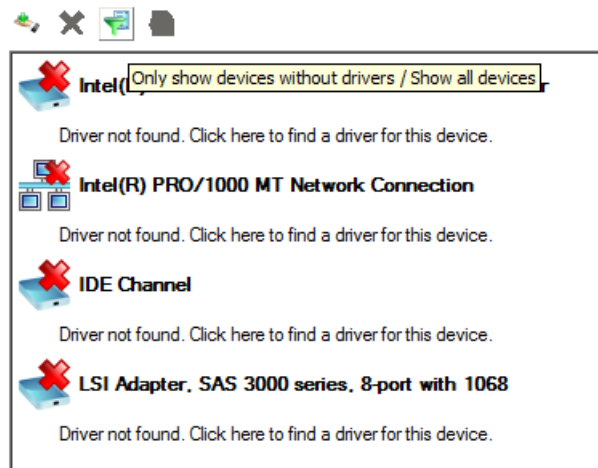 Only show devices without drivers / Show all devices
Intel(
Driver not found. Click here to find a driver for this device.
Intel(R) PRO/1000 MT Network Connection
Driver not found. Click here to find a driver for this device.
IDE Channel
Driver not found. Click here to find a driver for this device.
LSI Adapter, SAS 3000 series, 8-port with 1068
Driver not found. Click here to find a driver for this device.